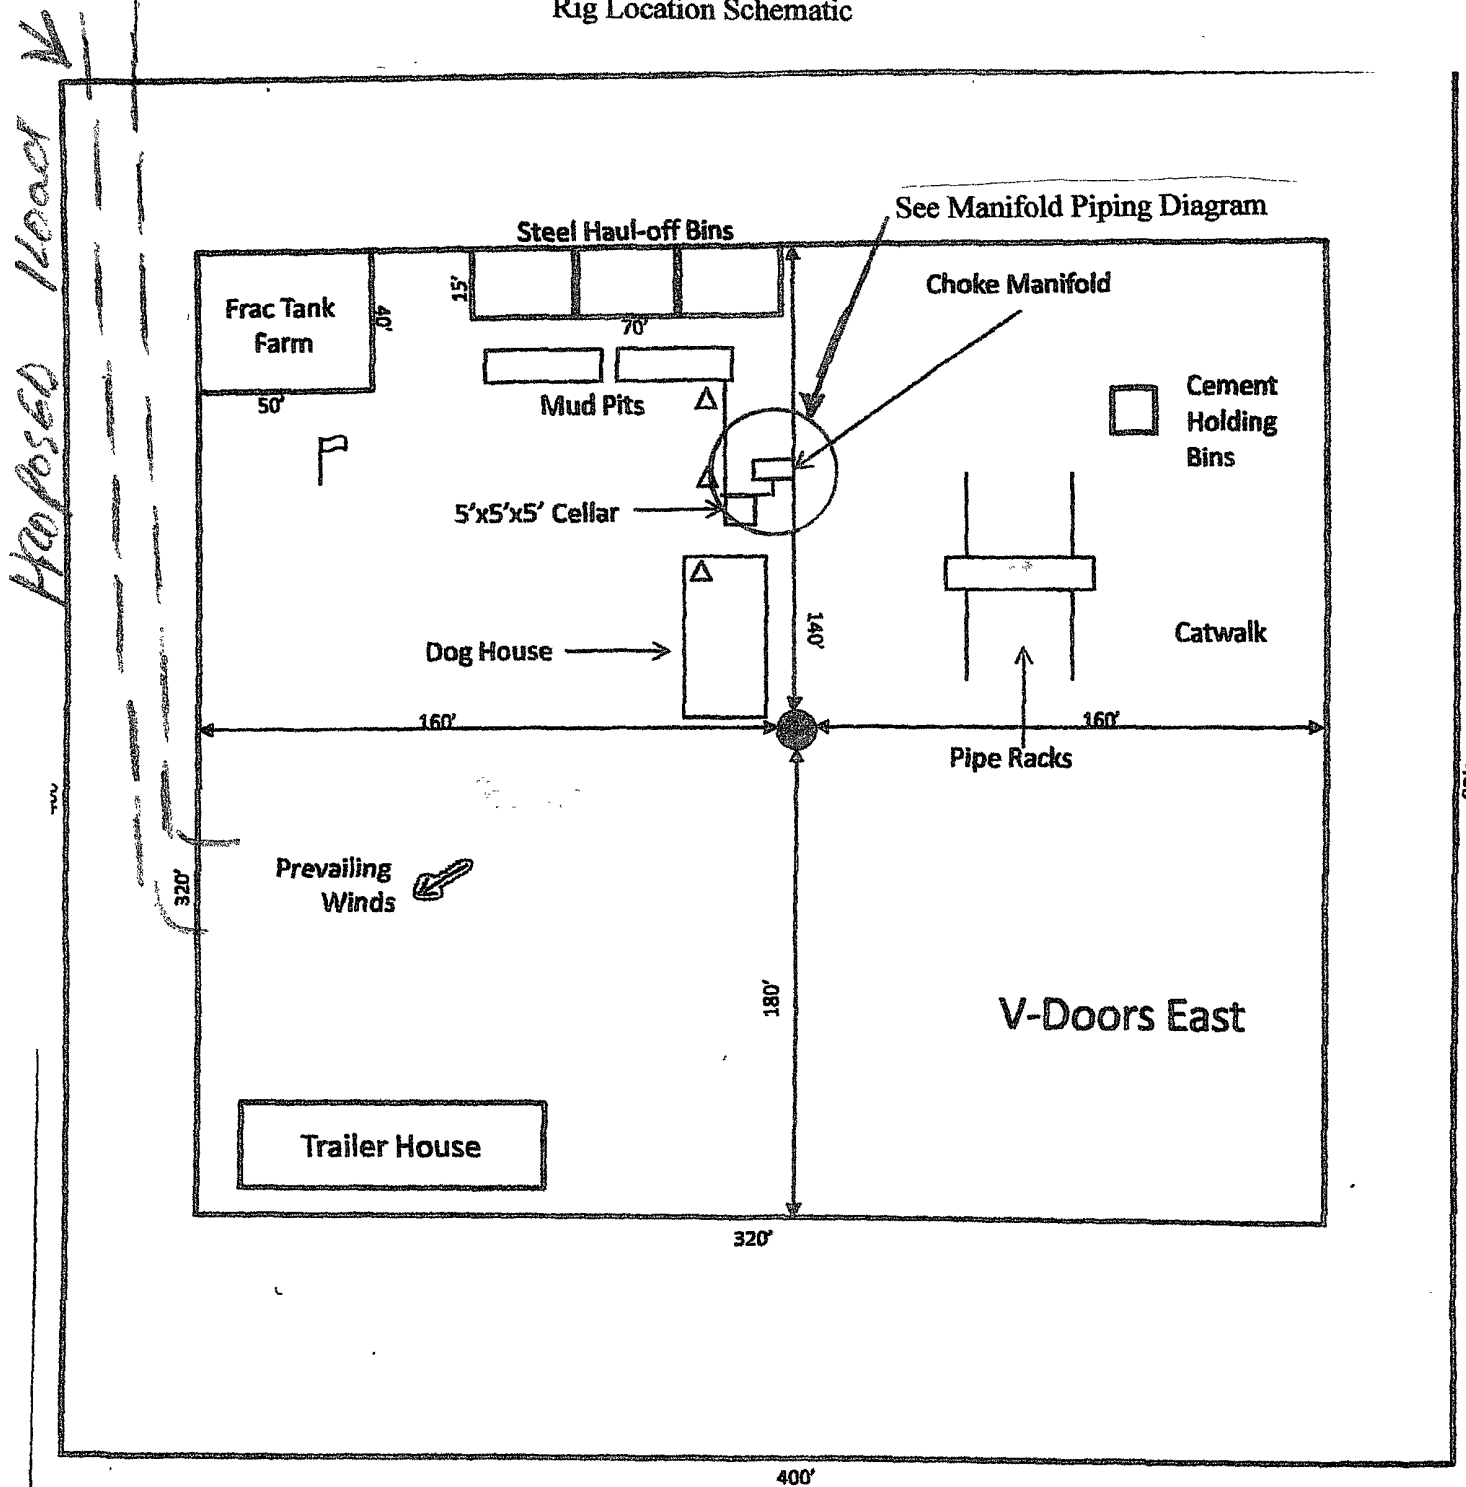 Rig Location Schematic
PROPOSED ROAD
See Manifold Piping Diagram
Steel Haul-off Bins
Choke Manifold
Frac Tank
Farm
40'
50'
15'
70'
Mud Pits
Cement
Holding
Bins
5'x5'x5' Cellar
140'
Dog House
Catwalk
160'
160'
Pipe Racks
Prevailing
Winds
320'
180'
V-Doors East
Trailer House
320'
400'